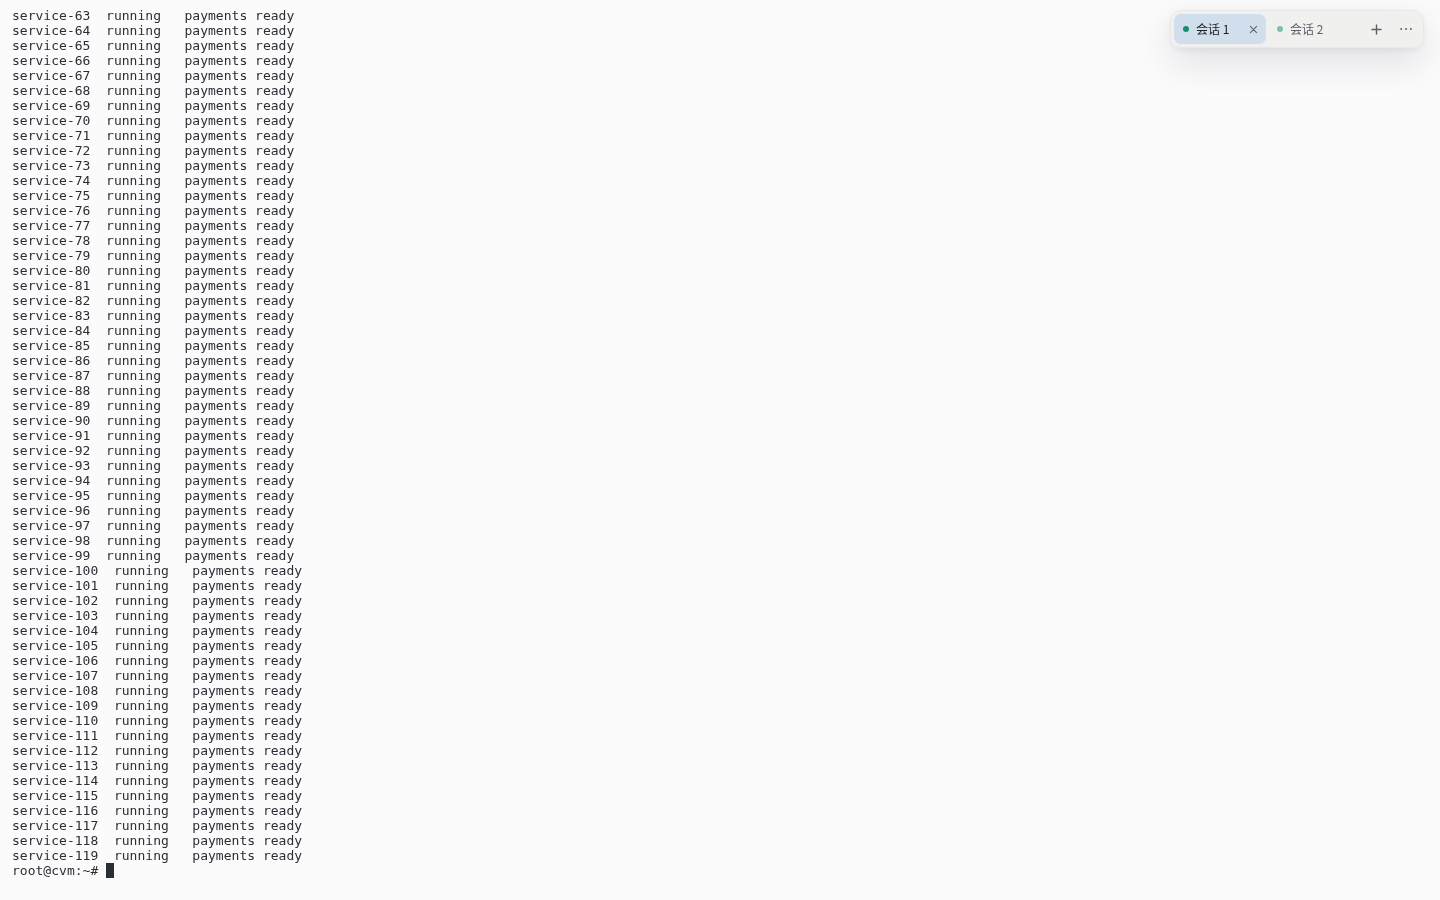 会话 1
会话 2
service-63  running   payments ready
service-64  running   payments ready
service-65  running   payments ready
service-66  running   payments ready
service-67  running   payments ready
service-68  running   payments ready
service-69  running   payments ready
service-70  running   payments ready
service-71  running   payments ready
service-72  running   payments ready
service-73  running   payments ready
service-74  running   payments ready
service-75  running   payments ready
service-76  running   payments ready
service-77  running   payments ready
service-78  running   payments ready
service-79  running   payments ready
service-80  running   payments ready
service-81  running   payments ready
service-82  running   payments ready
service-83  running   payments ready
service-84  running   payments ready
service-85  running   payments ready
service-86  running   payments ready
service-87  running   payments ready
service-88  running   payments ready
service-89  running   payments ready
service-90  running   payments ready
service-91  running   payments ready
service-92  running   payments ready
service-93  running   payments ready
service-94  running   payments ready
service-95  running   payments ready
service-96  running   payments ready
service-97  running   payments ready
service-98  running   payments ready
service-99  running   payments ready
service-100  running   payments ready
service-101  running   payments ready
service-102  running   payments ready
service-103  running   payments ready
service-104  running   payments ready
service-105  running   payments ready
service-106  running   payments ready
service-107  running   payments ready
service-108  running   payments ready
service-109  running   payments ready
service-110  running   payments ready
service-111  running   payments ready
service-112  running   payments ready
service-113  running   payments ready
service-114  running   payments ready
service-115  running   payments ready
service-116  running   payments ready
service-117  running   payments ready
service-118  running   payments ready
service-119  running   payments ready
root@cvm:~#